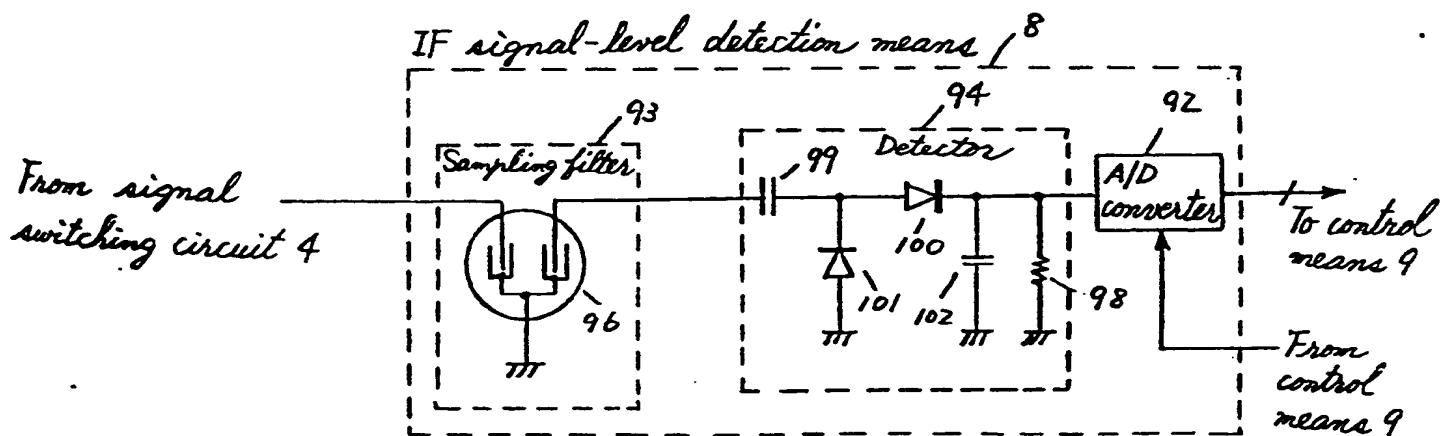 IF signal-level detection means
8
93
94
92
Sampling filter
99
Detector
A/D
converter
From signal
switching circuit 4
To control
means 9
100
101
102
98
96
From
control
means 9